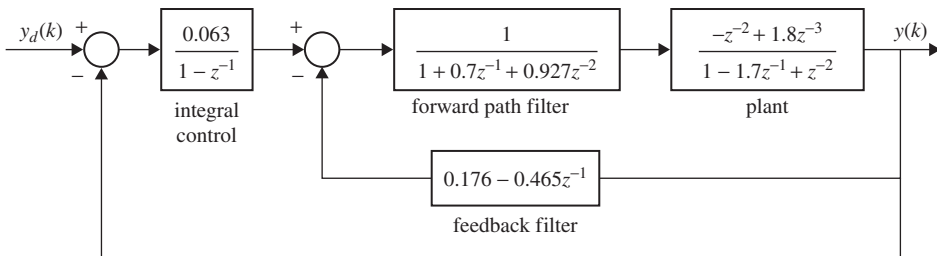 y_d(k)
+
−
0.063
1 − z^{-1}
integral
control
+
−
1
1 + 0.7z^{-1} + 0.927z^{-2}
forward path filter
−z^{-2} + 1.8z^{-3}
1 − 1.7z^{-1} + z^{-2}
plant
y(k)
0.176 − 0.465z^{-1}
feedback filter